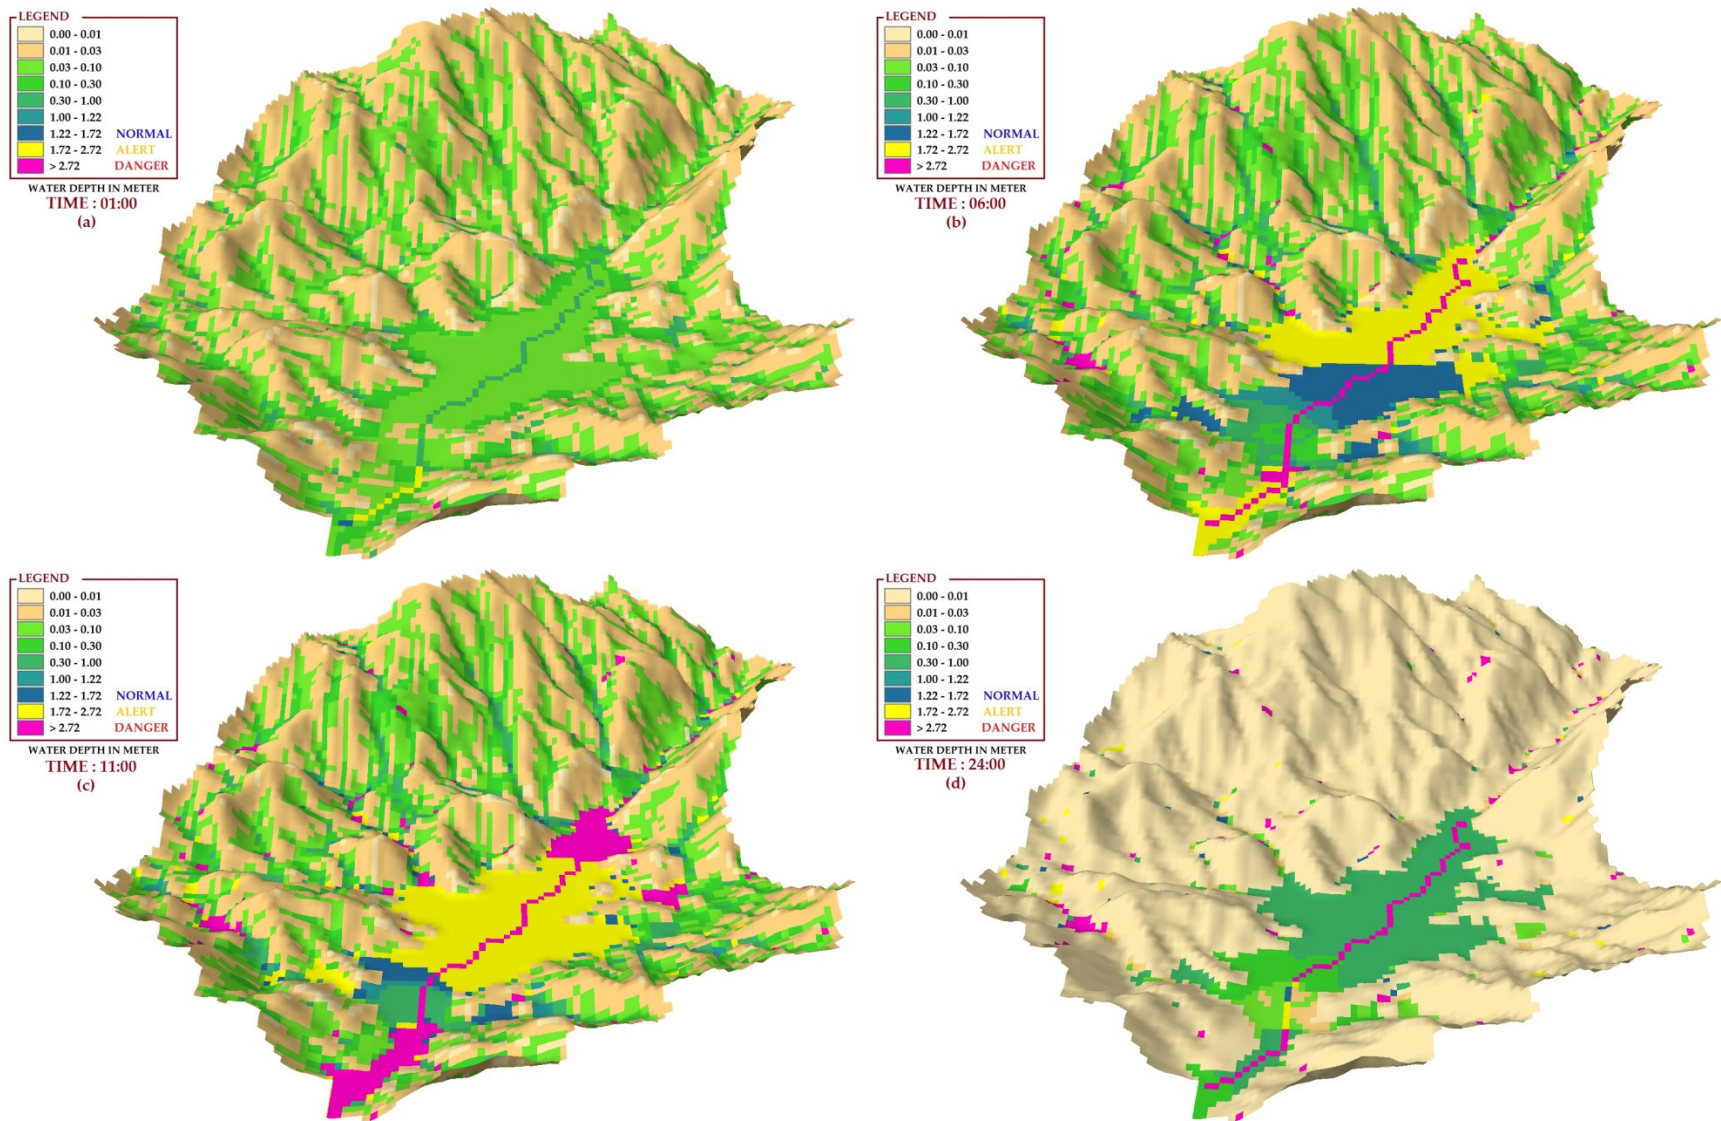 LEGEND
0.00 - 0.01
0.01 - 0.03
0.03 - 0.10
0.10 - 0.30
0.30 - 1.00
1.00 - 1.22
1.22 - 1.72 NORMAL
1.72 - 2.72 ALERT
> 2.72 DANGER
WATER DEPTH IN METER
TIME : 01:00
(a)
LEGEND
0.00 - 0.01
0.01 - 0.03
0.03 - 0.10
0.10 - 0.30
0.30 - 1.00
1.00 - 1.22
1.22 - 1.72 NORMAL
1.72 - 2.72 ALERT
> 2.72 DANGER
WATER DEPTH IN METER
TIME : 06:00
(b)
LEGEND
0.00 - 0.01
0.01 - 0.03
0.03 - 0.10
0.10 - 0.30
0.30 - 1.00
1.00 - 1.22
1.22 - 1.72 NORMAL
1.72 - 2.72 ALERT
> 2.72 DANGER
WATER DEPTH IN METER
TIME : 11:00
(c)
LEGEND
0.00 - 0.01
0.01 - 0.03
0.03 - 0.10
0.10 - 0.30
0.30 - 1.00
1.00 - 1.22
1.22 - 1.72 NORMAL
1.72 - 2.72 ALERT
> 2.72 DANGER
WATER DEPTH IN METER
TIME : 24:00
(d)